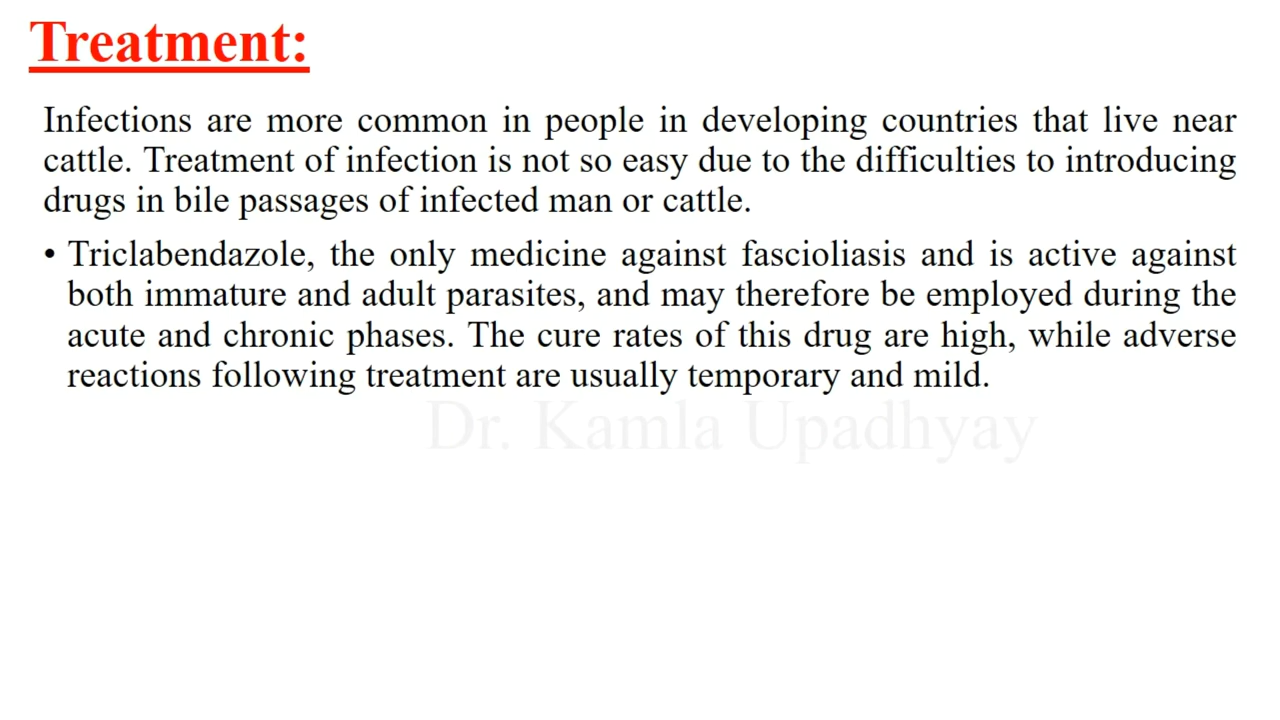 Treatment:
Infections are more common in people in developing countries that live near
cattle. Treatment of infection is not so easy due to the difficulties to introducing
drugs in bile passages of infected man or cattle.
• Triclabendazole, the only medicine against fascioliasis and is active against
both immature and adult parasites, and may therefore be employed during the
acute and chronic phases. The cure rates of this drug are high, while adverse
reactions following treatment are usually temporary and mild.
Dr. Kamla Upadhyay